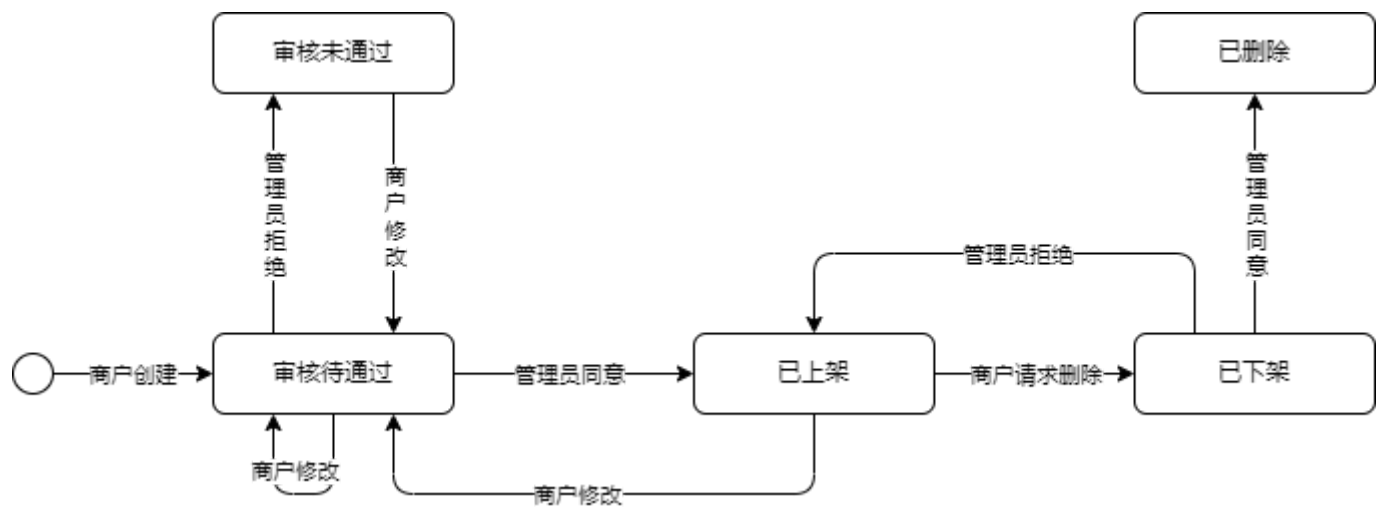 审核未通过
已删除
管理员拒绝
商户修改
管理员同意
管理员拒绝
商户创建
审核待通过
管理员同意
已上架
商户请求删除
已下架
商户修改
商户修改